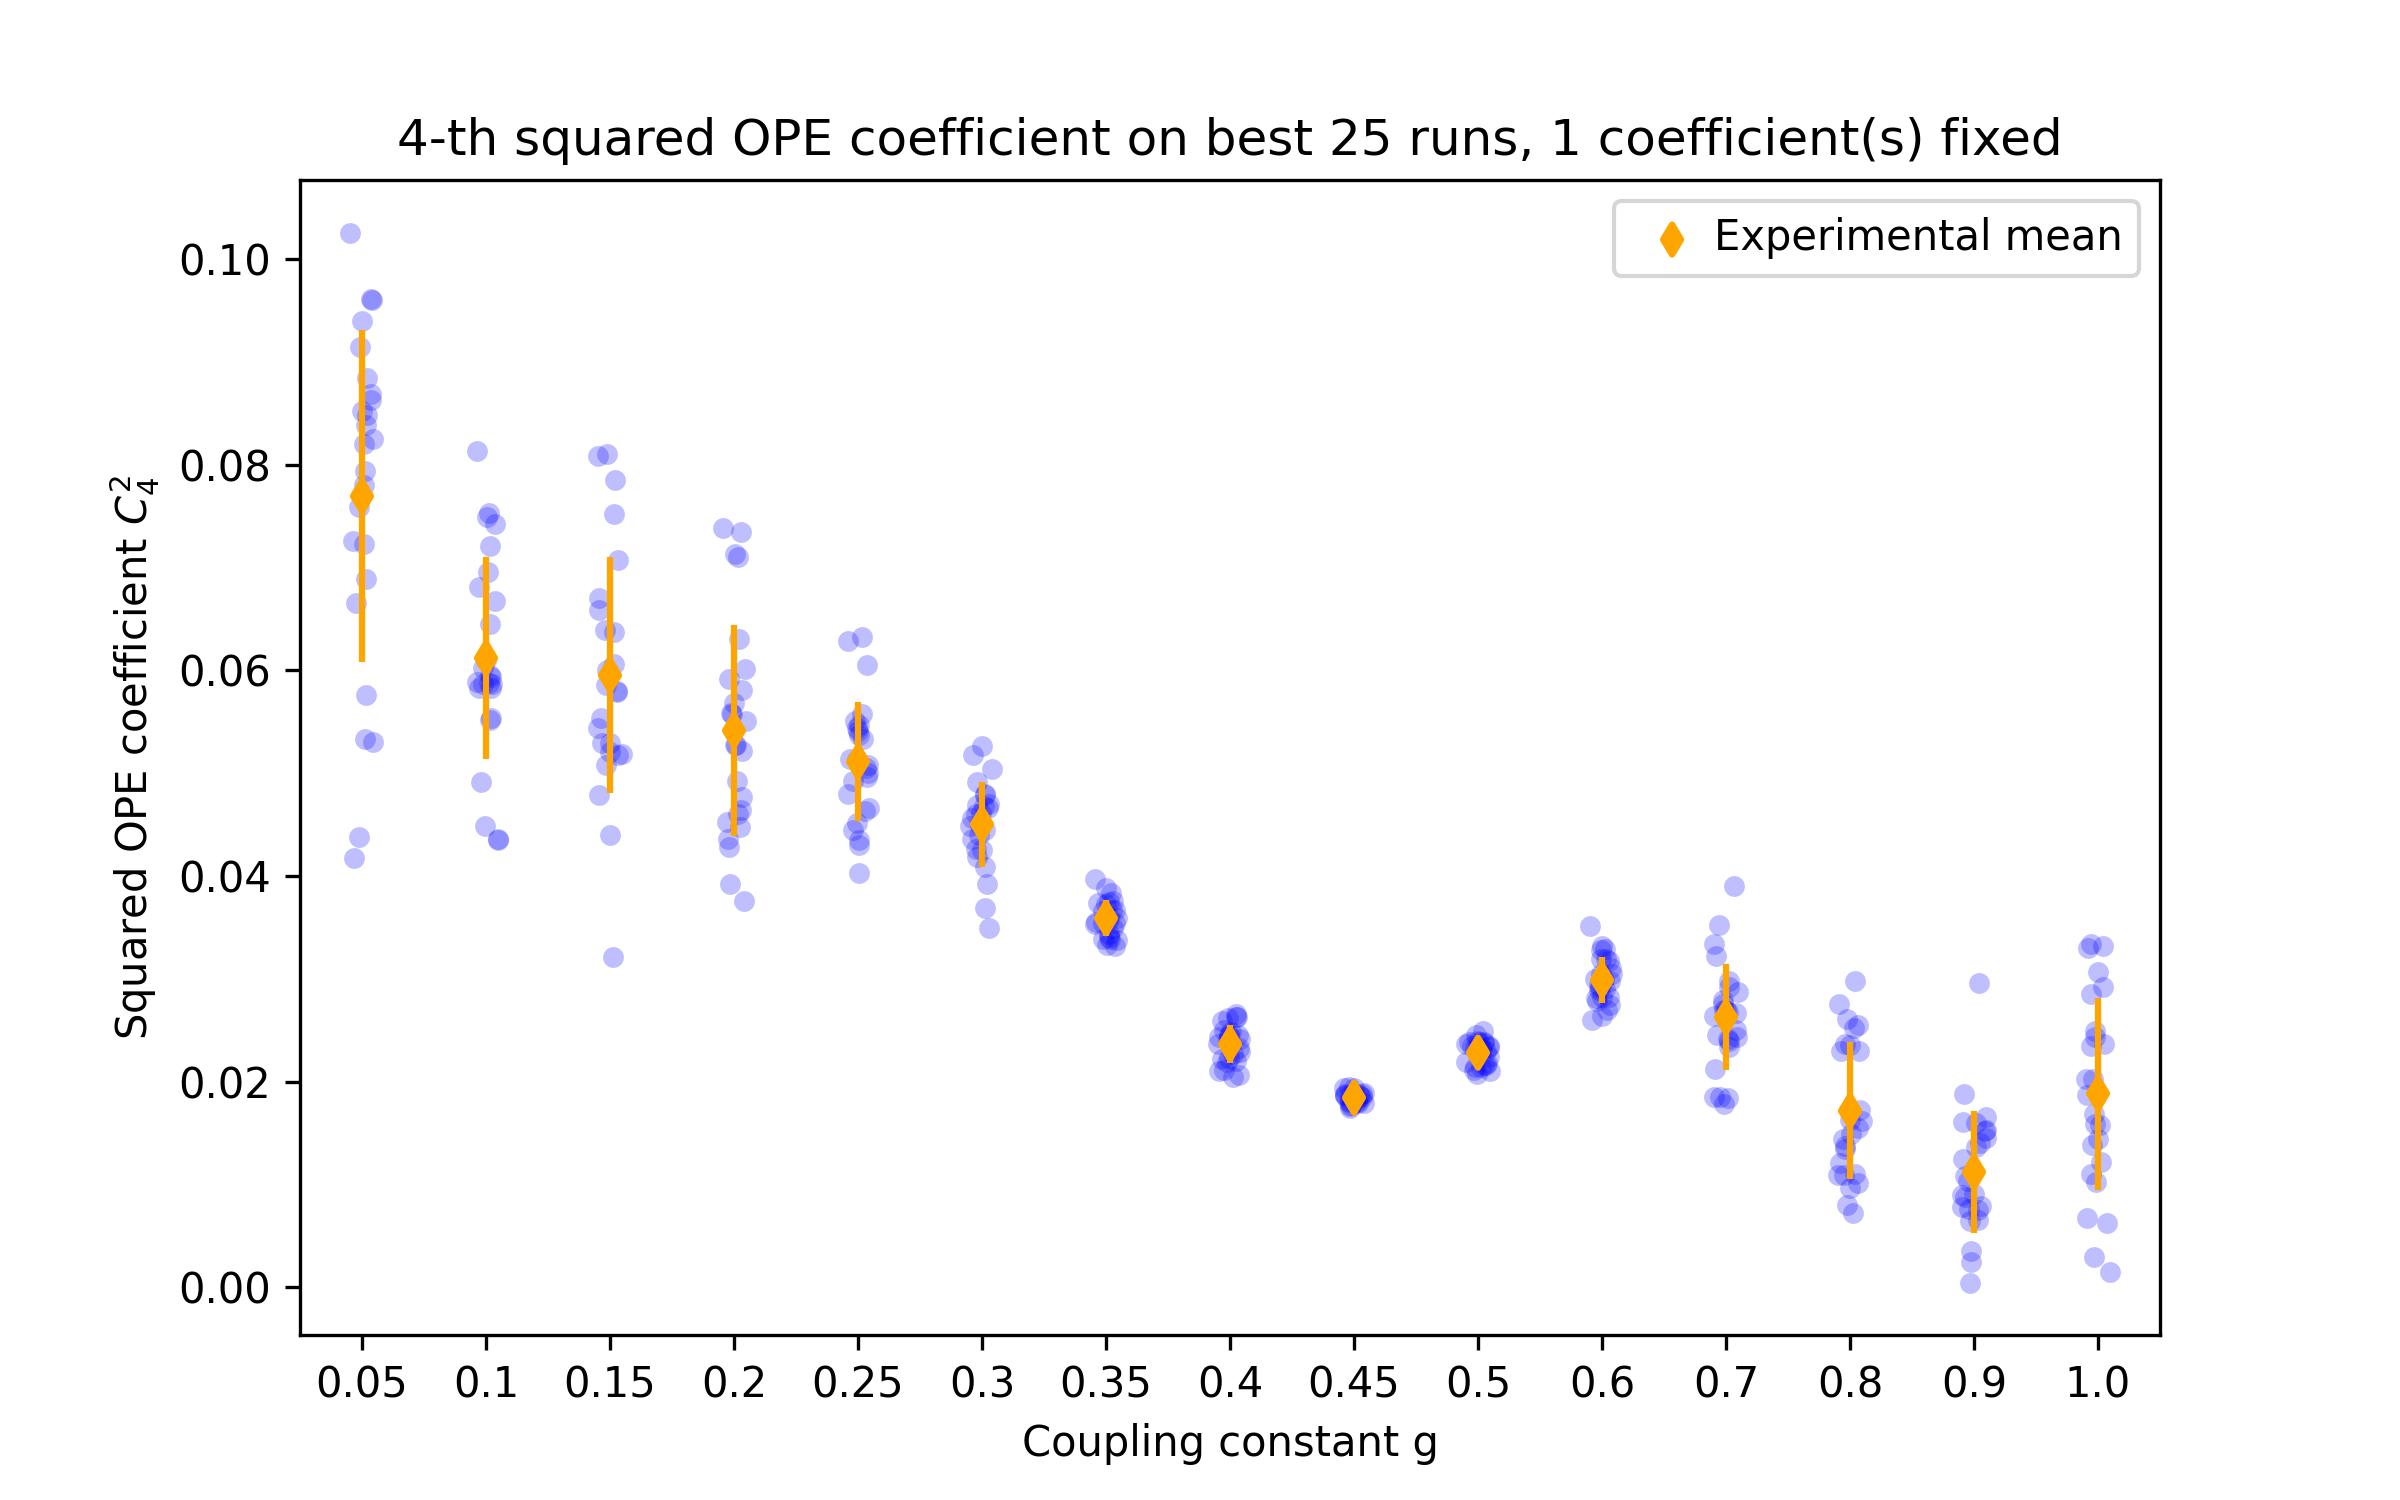 4-th squared OPE coefficient on best 25 runs, 1 coefficient(s) fixed
Experimental mean
Squared OPE coefficient $C_4^2$
0.10
0.08
0.06
0.04
0.02
0.00
0.05 0.1 0.15 0.2 0.25 0.3 0.35 0.4 0.45 0.5 0.6 0.7 0.8 0.9 1.0
Coupling constant g